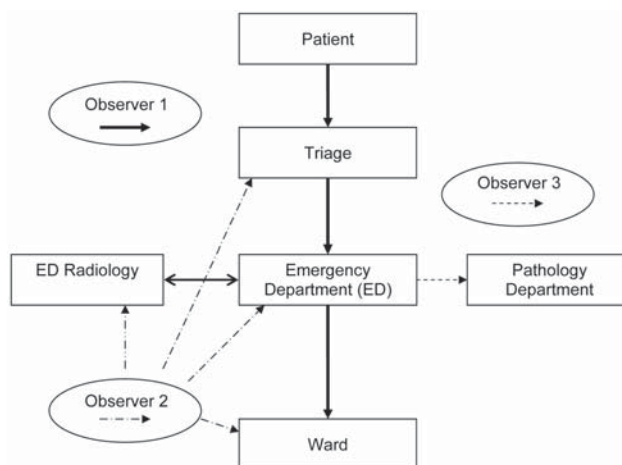 Patient
Observer 1
Triage
Observer 3
ED Radiology
Emergency
Department (ED)
Pathology
Department
Observer 2
Ward